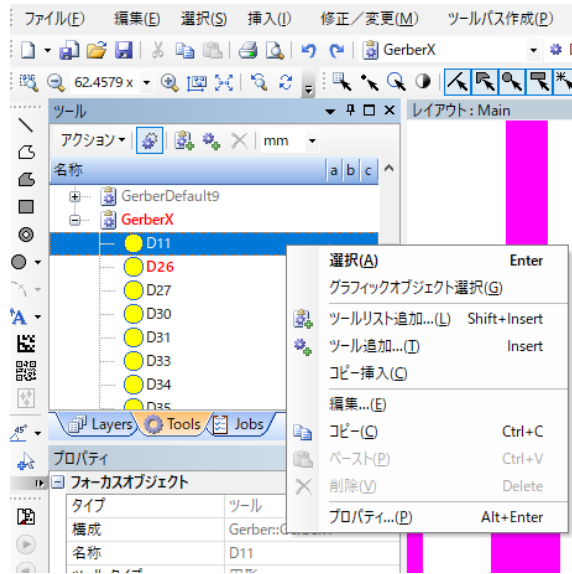 ファイル(F) 編集(E) 選択(S) 挿入(I) 修正／変更(M) ツールパス作成(P)
GerberX
62.4579 x
ツール
レイアウト : Main
アクション mm
名称 a b c
GerberDefault9
GerberX
D11
D26
D27
D30
D31
D33
D34
D35
選択(A) Enter
グラフィックオブジェクト選択(G)
ツールリスト追加...(L) Shift+Insert
ツール追加...(T) Insert
コピー挿入(C)
編集...(E)
コピー(C) Ctrl+C
ペースト(P) Ctrl+V
削除(V) Delete
プロパティ...(P) Alt+Enter
Layers Tools Jobs
45°
プロパティ
フォーカスオブジェクト
タイプ ツール
構成
名称 D11